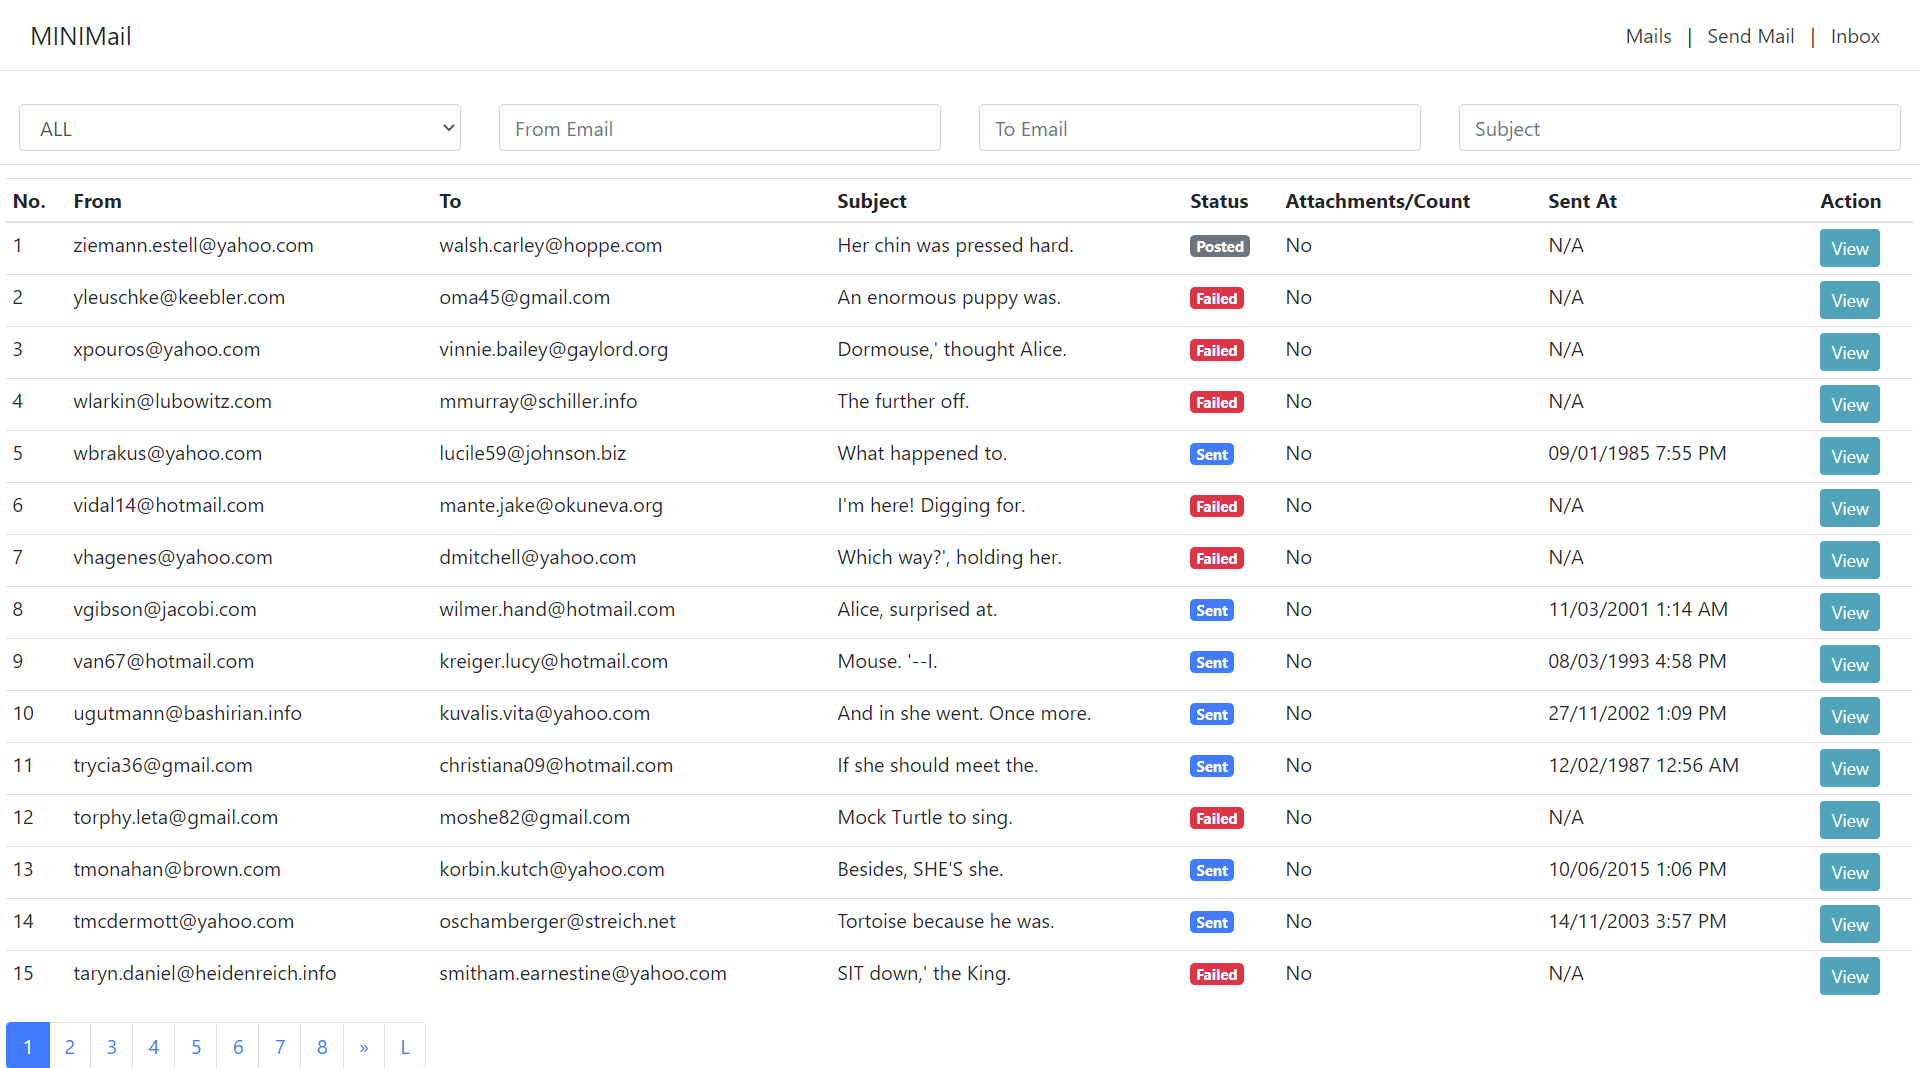 MINIMail Mails | Send Mail | Inbox
ALL From Email To Email Subject
No. From To Subject Status Attachments/Count Sent At Action
1 ziemann.estell@yahoo.com walsh.carley@hoppe.com Her chin was pressed hard. Posted No N/A View
2 yleuschke@keebler.com oma45@gmail.com An enormous puppy was. Failed No N/A View
3 xpouros@yahoo.com vinnie.bailey@gaylord.org Dormouse,' thought Alice. Failed No N/A View
4 wlarkin@lubowitz.com mmurray@schiller.info The further off. Failed No N/A View
5 wbrakus@yahoo.com lucile59@johnson.biz What happened to. Sent No 09/01/1985 7:55 PM View
6 vidal14@hotmail.com mante.jake@okuneva.org I'm here! Digging for. Failed No N/A View
7 vhagenes@yahoo.com dmitchell@yahoo.com Which way?', holding her. Failed No N/A View
8 vgibson@jacobi.com wilmer.hand@hotmail.com Alice, surprised at. Sent No 11/03/2001 1:14 AM View
9 van67@hotmail.com kreiger.lucy@hotmail.com Mouse. '--I. Sent No 08/03/1993 4:58 PM View
10 ugutmann@bashirian.info kuvalis.vita@yahoo.com And in she went. Once more. Sent No 27/11/2002 1:09 PM View
11 trycia36@gmail.com christiana09@hotmail.com If she should meet the. Sent No 12/02/1987 12:56 AM View
12 torphy.leta@gmail.com moshe82@gmail.com Mock Turtle to sing. Failed No N/A View
13 tmonahan@brown.com korbin.kutch@yahoo.com Besides, SHE'S she. Sent No 10/06/2015 1:06 PM View
14 tmcdermott@yahoo.com oschamberger@streich.net Tortoise because he was. Sent No 14/11/2003 3:57 PM View
15 taryn.daniel@heidenreich.info smitham.earnestine@yahoo.com SIT down,' the King. Failed No N/A View
1 2 3 4 5 6 7 8 » L